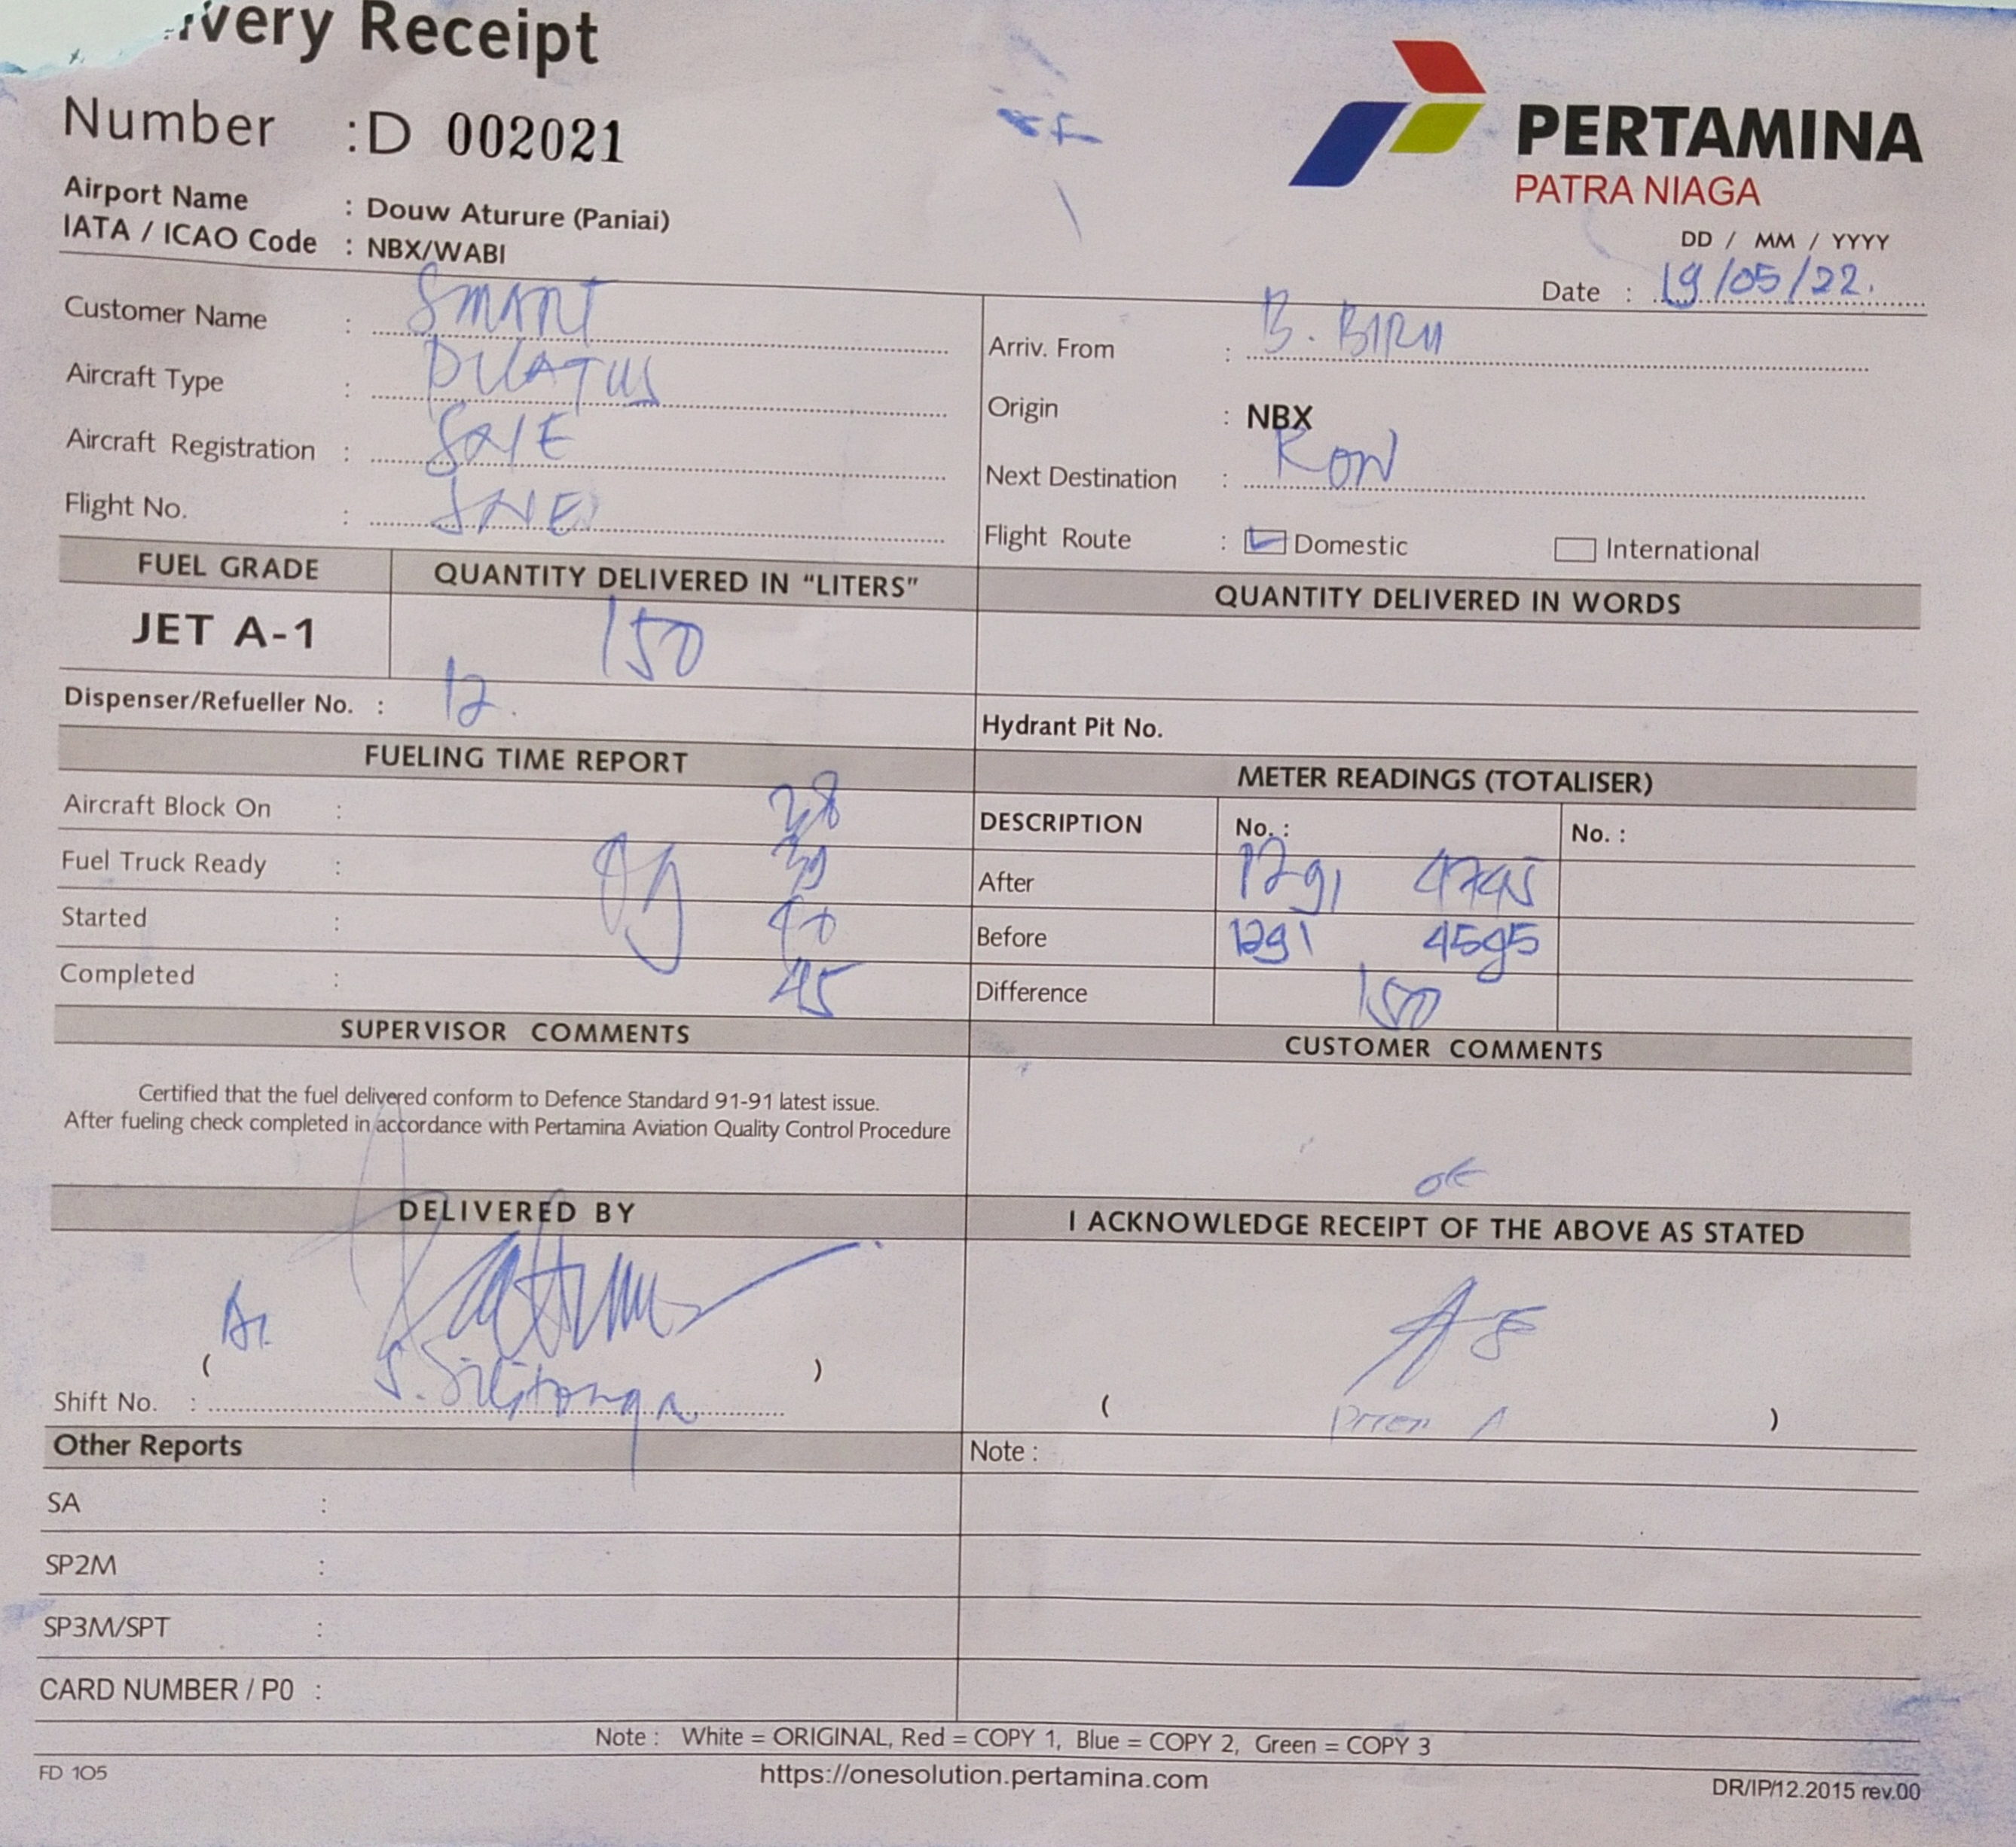 very Receipt
Number : D 002021
PERTAMINA
PATRA NIAGA
Airport Name : Douw Aturure (Paniai)
IATA / ICAO Code : NBX/WABI
DD / MM / YYYY
Date : 19/05/22.
Customer Name : SMART
Aircraft Type : PILATUS
Aircraft Registration :
Flight No. : SNE
Arriv. From : B. BIRU
Origin : NBX
Next Destination : KOW
Flight Route : Domestic International
FUEL GRADE QUANTITY DELIVERED IN "LITERS" QUANTITY DELIVERED IN WORDS
JET A-1 150
Dispenser/Refueller No. : 12.
Hydrant Pit No.
FUELING TIME REPORT
Aircraft Block On : 38
Fuel Truck Ready : 39
Started : 09 40
Completed : 45
METER READINGS (TOTALISER)
DESCRIPTION No. : No. :
After 1291 4745
Before 1291 4595
Difference 150
SUPERVISOR COMMENTS
Certified that the fuel delivered conform to Defence Standard 91-91 latest issue.
After fueling check completed in accordance with Pertamina Aviation Quality Control Procedure
CUSTOMER COMMENTS
OK
DELIVERED BY
( )
S. Silitonga
Shift No. :
I ACKNOWLEDGE RECEIPT OF THE ABOVE AS STATED
( )
Other Reports
SA :
SP2M :
SP3M/SPT :
CARD NUMBER / P0 :
Note :
Note : White = ORIGINAL, Red = COPY 1, Blue = COPY 2, Green = COPY 3
FD 105
https://onesolution.pertamina.com
DR/IP/12.2015 rev.00